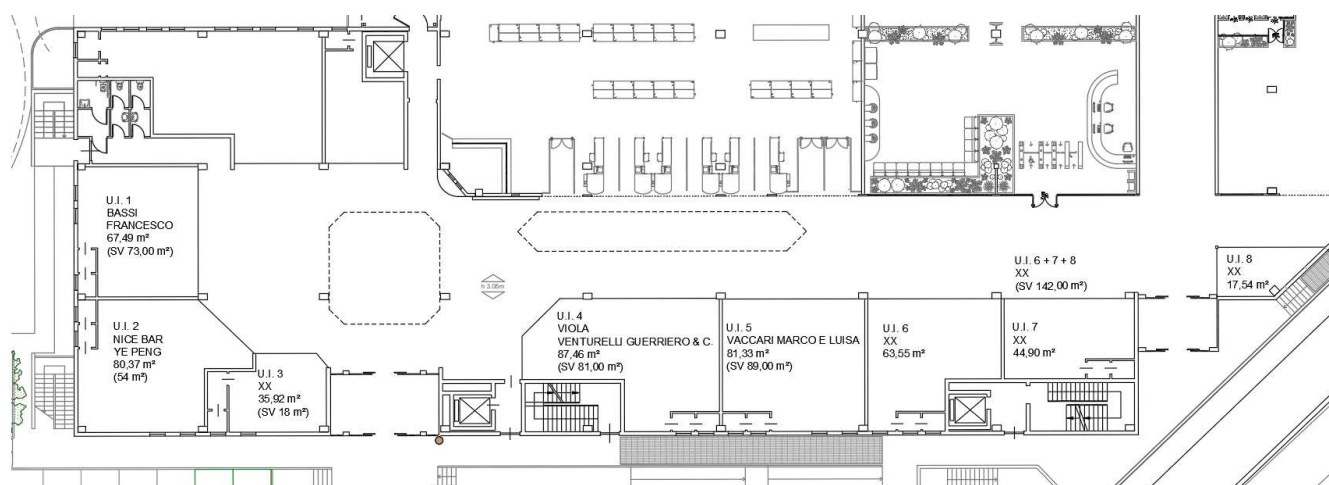 U.I. 1
BASSI
FRANCESCO
67,49 m²
(SV 73,00 m²)
U.I. 2
NICE BAR
YE PENG
80,37 m²
(54 m²)
U.I. 3
XX
35,92 m²
(SV 18 m²)
h 3.05m
U.I. 4
VIOLA
VENTURELLI GUERRIERO & C.
87,46 m²
(SV 81,00 m²)
U.I. 5
VACCARI MARCO E LUISA
81,33 m²
(SV 89,00 m²)
U.I. 6
XX
63,55 m²
U.I. 6 + 7 + 8
XX
(SV 142,00 m²)
U.I. 7
XX
44,90 m²
U.I. 8
XX
17,54 m²